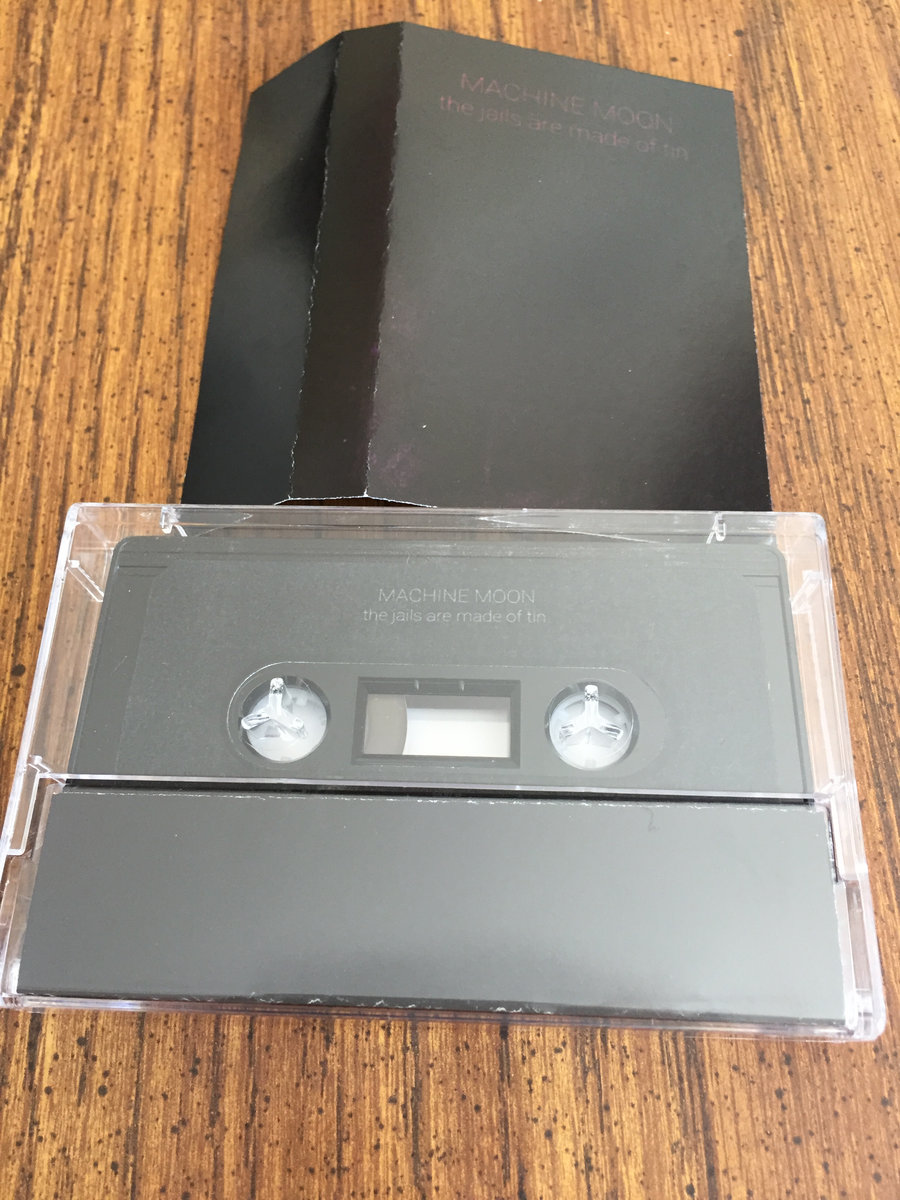 MACHINE MOON
the jails are made of tin
MACHINE MOON
the jails are made of tin